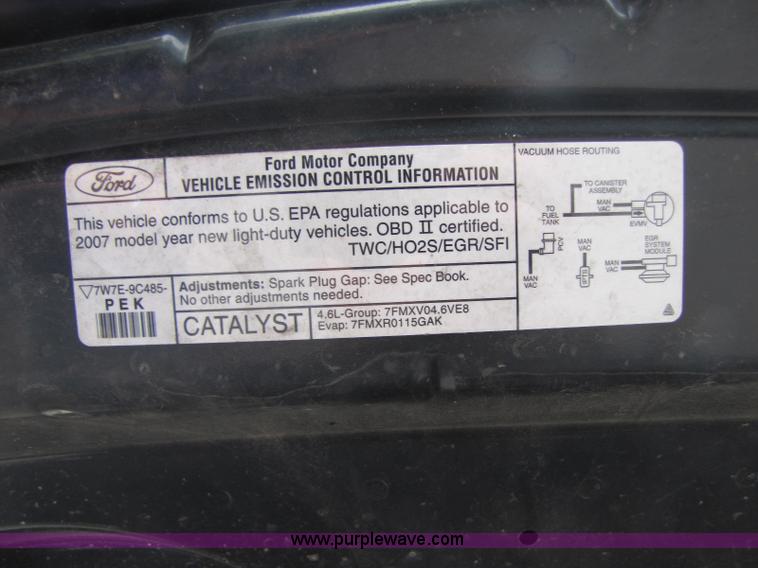 Ford
Ford Motor Company
VEHICLE EMISSION CONTROL INFORMATION
This vehicle conforms to U.S. EPA regulations applicable to
2007 model year new light-duty vehicles. OBD II certified.
TWC/HO2S/EGR/SFI
7W7E-9C485-
PEK
Adjustments: Spark Plug Gap: See Spec Book.
No other adjustments needed.
CATALYST
4.6L-Group: 7FMXV04.6VE8
Evap: 7FMXR0115GAK
VACUUM HOSE ROUTING
TO CANISTER
ASSEMBLY
TO
FUEL
TANK
MAN
VAC
EVMV
PCV
MAN
VAC
MAN
VAC
MAN
VAC
EGR
SYSTEM
MODULE
www.purplewave.com